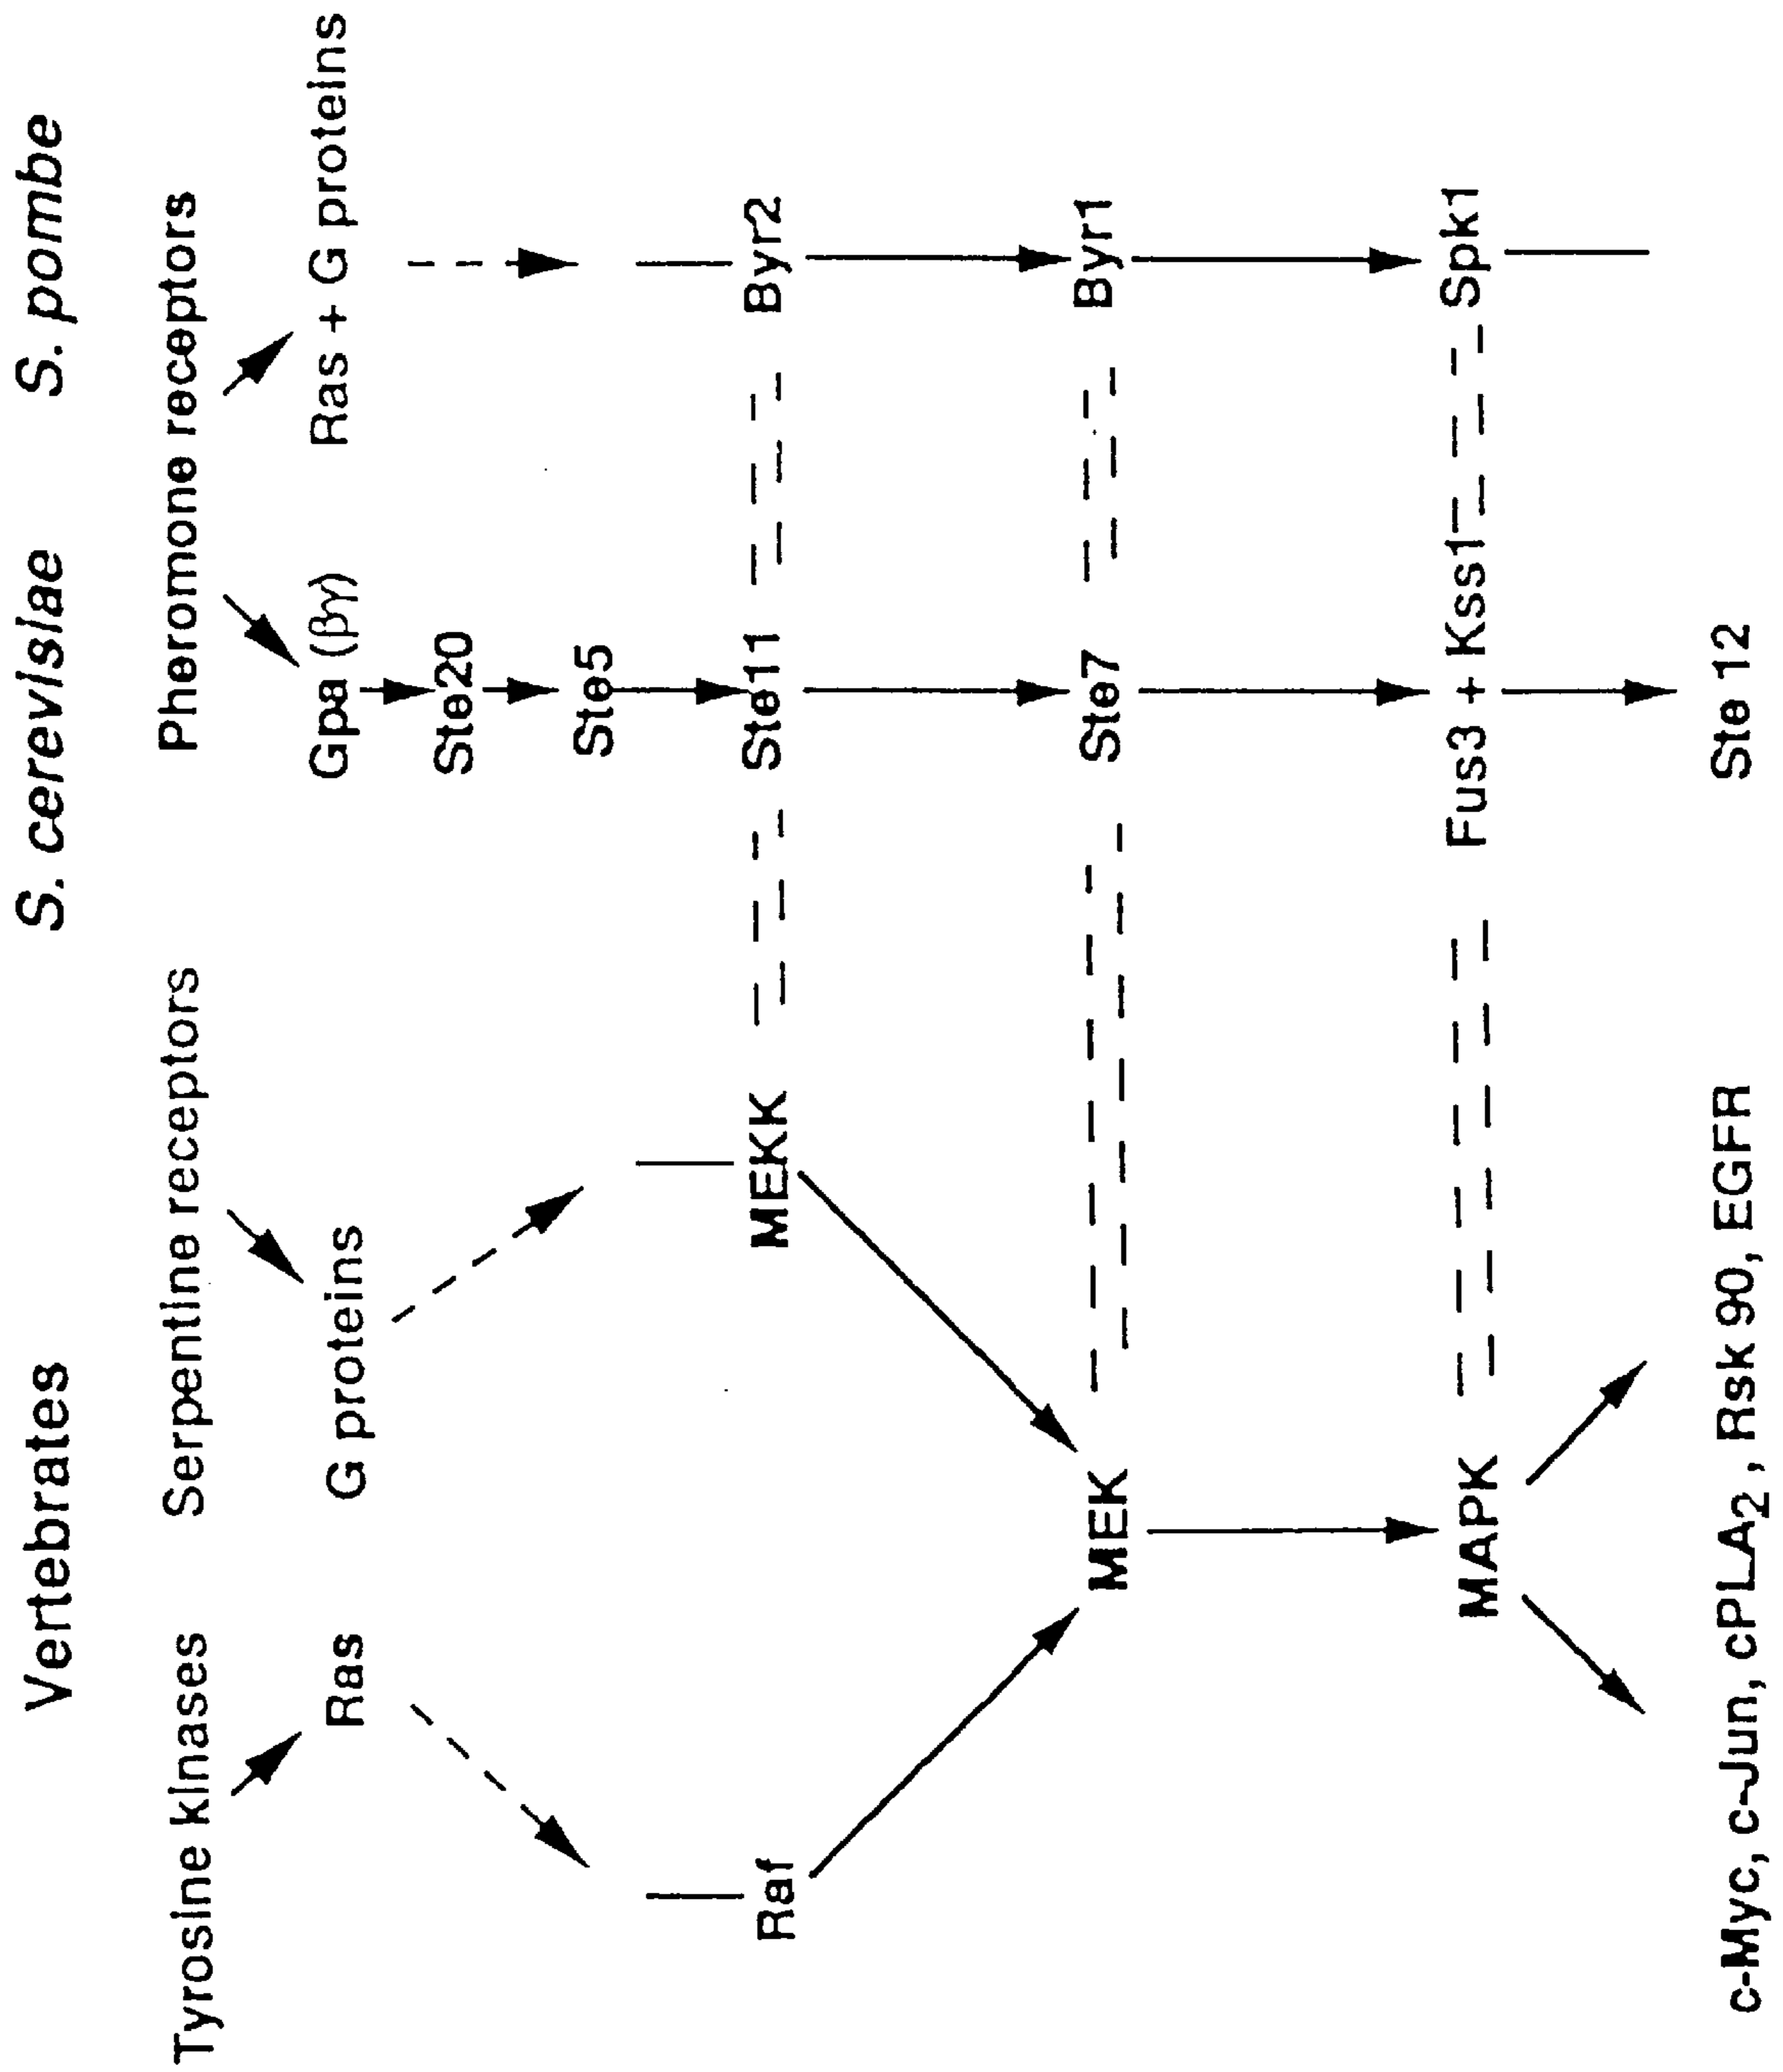 Vertebrates S. cerevisiae S. pombe
Tyrosine kinases Serpentine receptors Pheromone receptors
Ras G proteins Gpa (βγ) Ras + G proteins
Ste20
Ste5
Raf MEKK Ste11 Byr2
MEK Ste7 Byr1
MAPK Fus3 + Kss1 Spk1
c-Myc, c-Jun, cPLA₂, Rsk 90, EGFR Ste 12